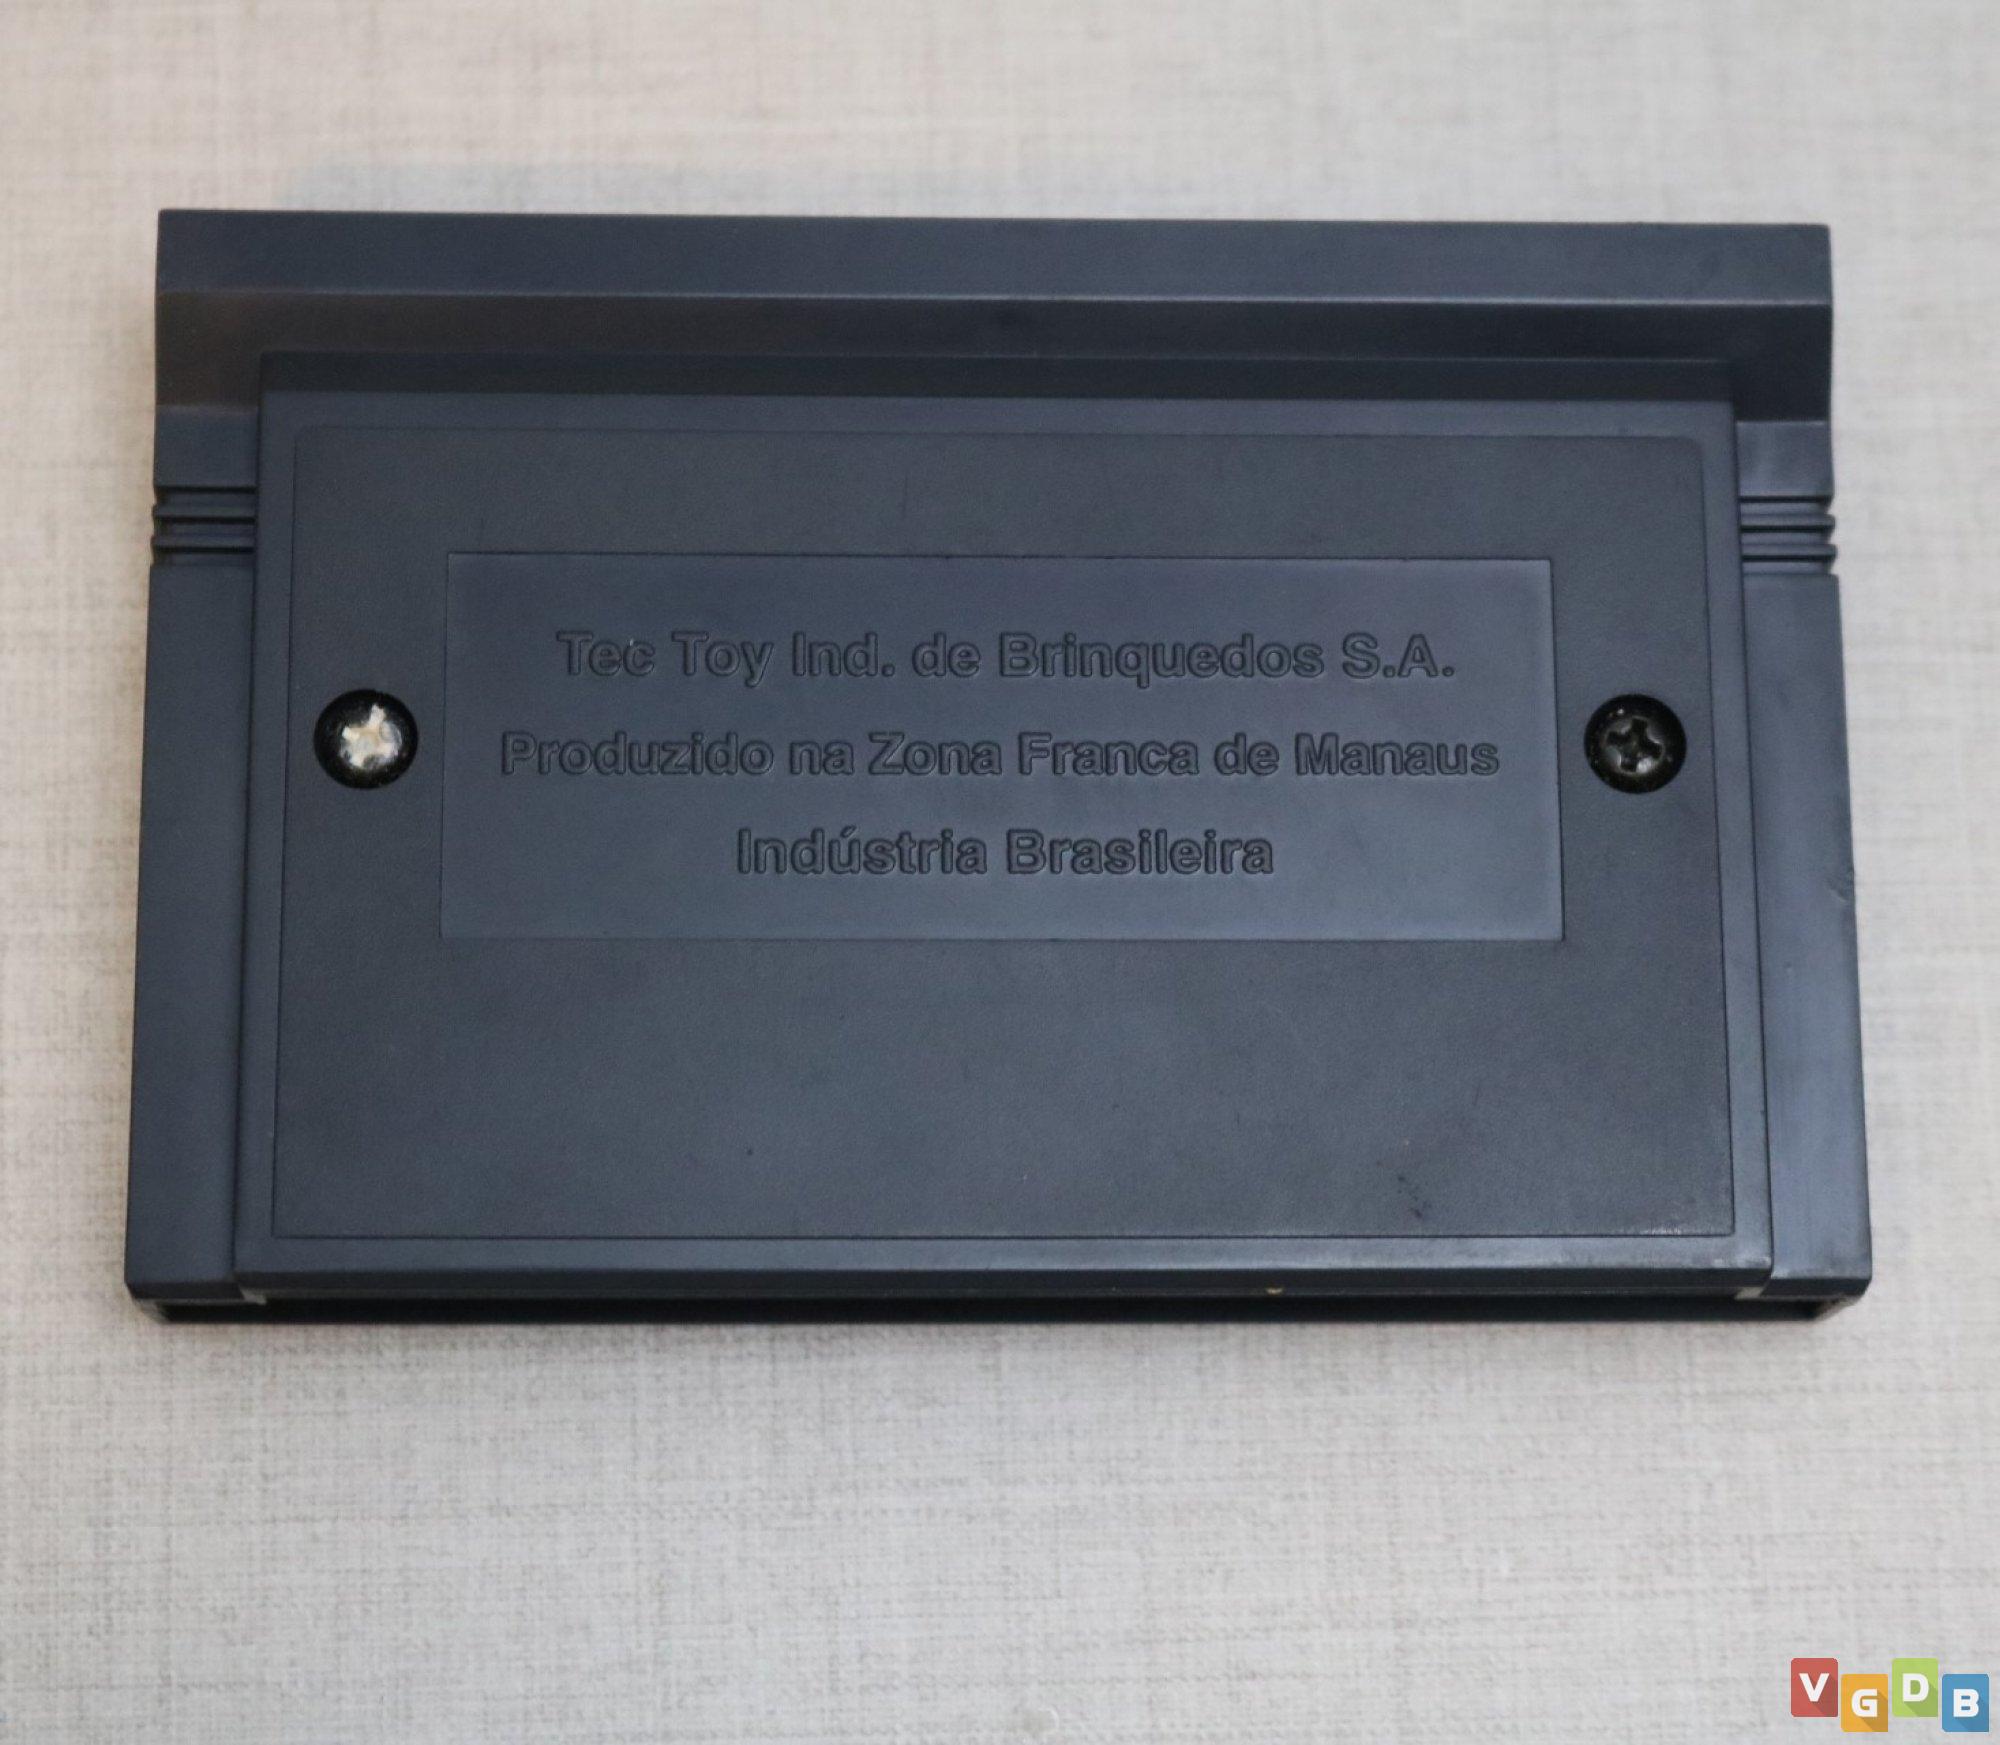 Tec Toy Ind. de Brinquedos S.A.
Produzido na Zona Franca de Manaus
Indústria Brasileira
VGDB